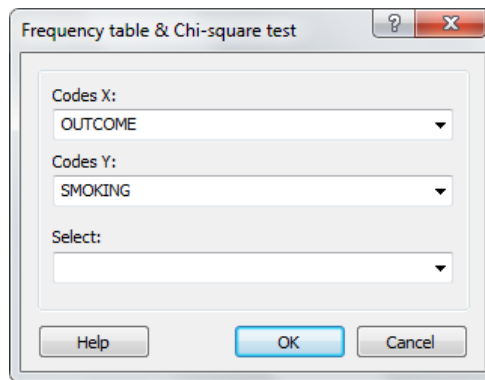 Frequency table & Chi-square test
Codes X:
OUTCOME
Codes Y:
SMOKING
Select:
Help OK Cancel